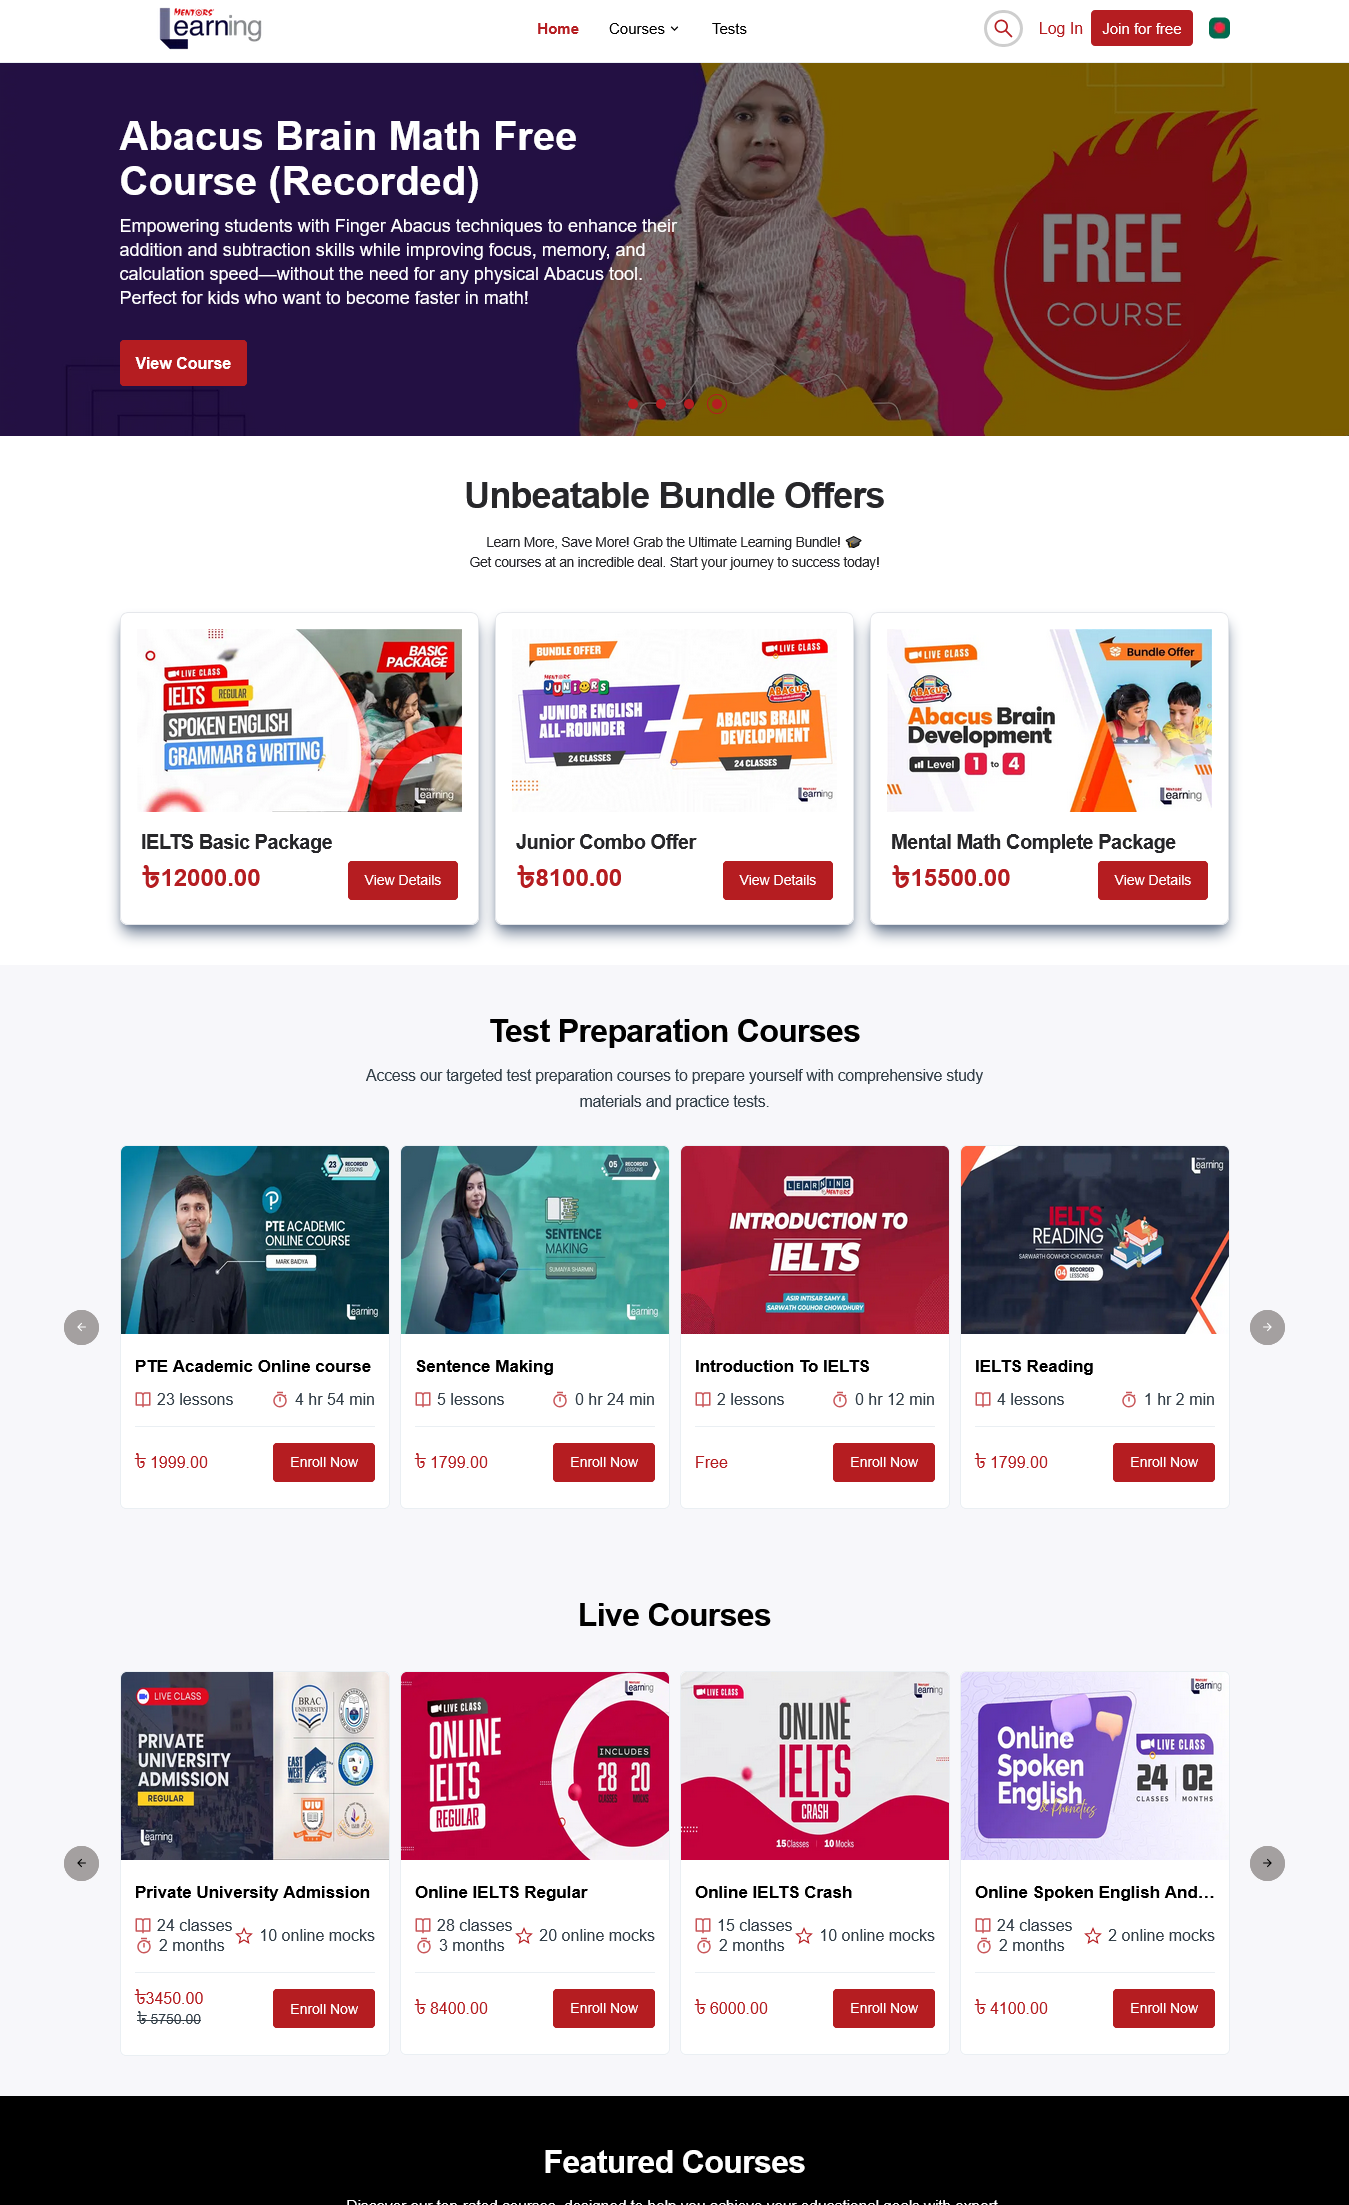 MENTORS'
Learning
Home
Courses
Tests
Log In
Join for free
Abacus Brain Math Free
Course (Recorded)
Empowering students with Finger Abacus techniques to enhance their
addition and subtraction skills while improving focus, memory, and
calculation speed—without the need for any physical Abacus tool.
Perfect for kids who want to become faster in math!
View Course
FREE
COURSE
Unbeatable Bundle Offers
Learn More, Save More! Grab the Ultimate Learning Bundle! 🎓
Get courses at an incredible deal. Start your journey to success today!
BASIC
PACKAGE
LIVE CLASS
IELTS REGULAR
SPOKEN ENGLISH
GRAMMAR & WRITING
Learning
IELTS Basic Package
৳12000.00
View Details
BUNDLE OFFER
LIVE CLASS
MENTORS'
JUNIORS
JUNIOR ENGLISH
ALL-ROUNDER
24 CLASSES
ABACUS
ABACUS BRAIN
DEVELOPMENT
24 CLASSES
Learning
Junior Combo Offer
৳8100.00
View Details
LIVE CLASS
Bundle Offer
ABACUS
Abacus Brain
Development
Level 1 to 4
Learning
Mental Math Complete Package
৳15500.00
View Details
Test Preparation Courses
Access our targeted test preparation courses to prepare yourself with comprehensive study
materials and practice tests.
23 RECORDED
LESSONS
PTE ACADEMIC
ONLINE COURSE
MARK BAIDYA
Learning
PTE Academic Online course
23 lessons
4 hr 54 min
৳ 1999.00
Enroll Now
05 RECORDED
LESSONS
SENTENCE
MAKING
SUMAIYA SHARMIN
Learning
Sentence Making
5 lessons
0 hr 24 min
৳ 1799.00
Enroll Now
LEARNING
MENTORS'
INTRODUCTION TO
IELTS
ASIR INTISAR SAMY &
SARWATH GOUHOR CHOWDHURY
Introduction To IELTS
2 lessons
0 hr 12 min
Free
Enroll Now
Learning
IELTS
READING
SARWARTH GOWHOR CHOWDHURY
04 RECORDED
LESSONS
IELTS Reading
4 lessons
1 hr 2 min
৳ 1799.00
Enroll Now
Live Courses
LIVE CLASS
PRIVATE
UNIVERSITY
ADMISSION
REGULAR
Learning
BRAC
UNIVERSITY
EAST
WEST
UNIVERSITY
UIU
Private University Admission
24 classes
2 months
10 online mocks
৳3450.00
৳ 5750.00
Enroll Now
Learning
LIVE CLASS
ONLINE
IELTS
REGULAR
INCLUDES
28 20
CLASSES MOCKS
Online IELTS Regular
28 classes
3 months
20 online mocks
৳ 8400.00
Enroll Now
LIVE CLASS
Learning
ONLINE
IELTS
CRASH
15 Classes 10 Mocks
Online IELTS Crash
15 classes
2 months
10 online mocks
৳ 6000.00
Enroll Now
Learning
Online
Spoken
English
& Phonetics
LIVE CLASS
24 02
CLASSES MONTHS
Online Spoken English And...
24 classes
2 months
2 online mocks
৳ 4100.00
Enroll Now
Featured Courses
Discover our top-rated courses, designed to help you achieve your educational goals with expert